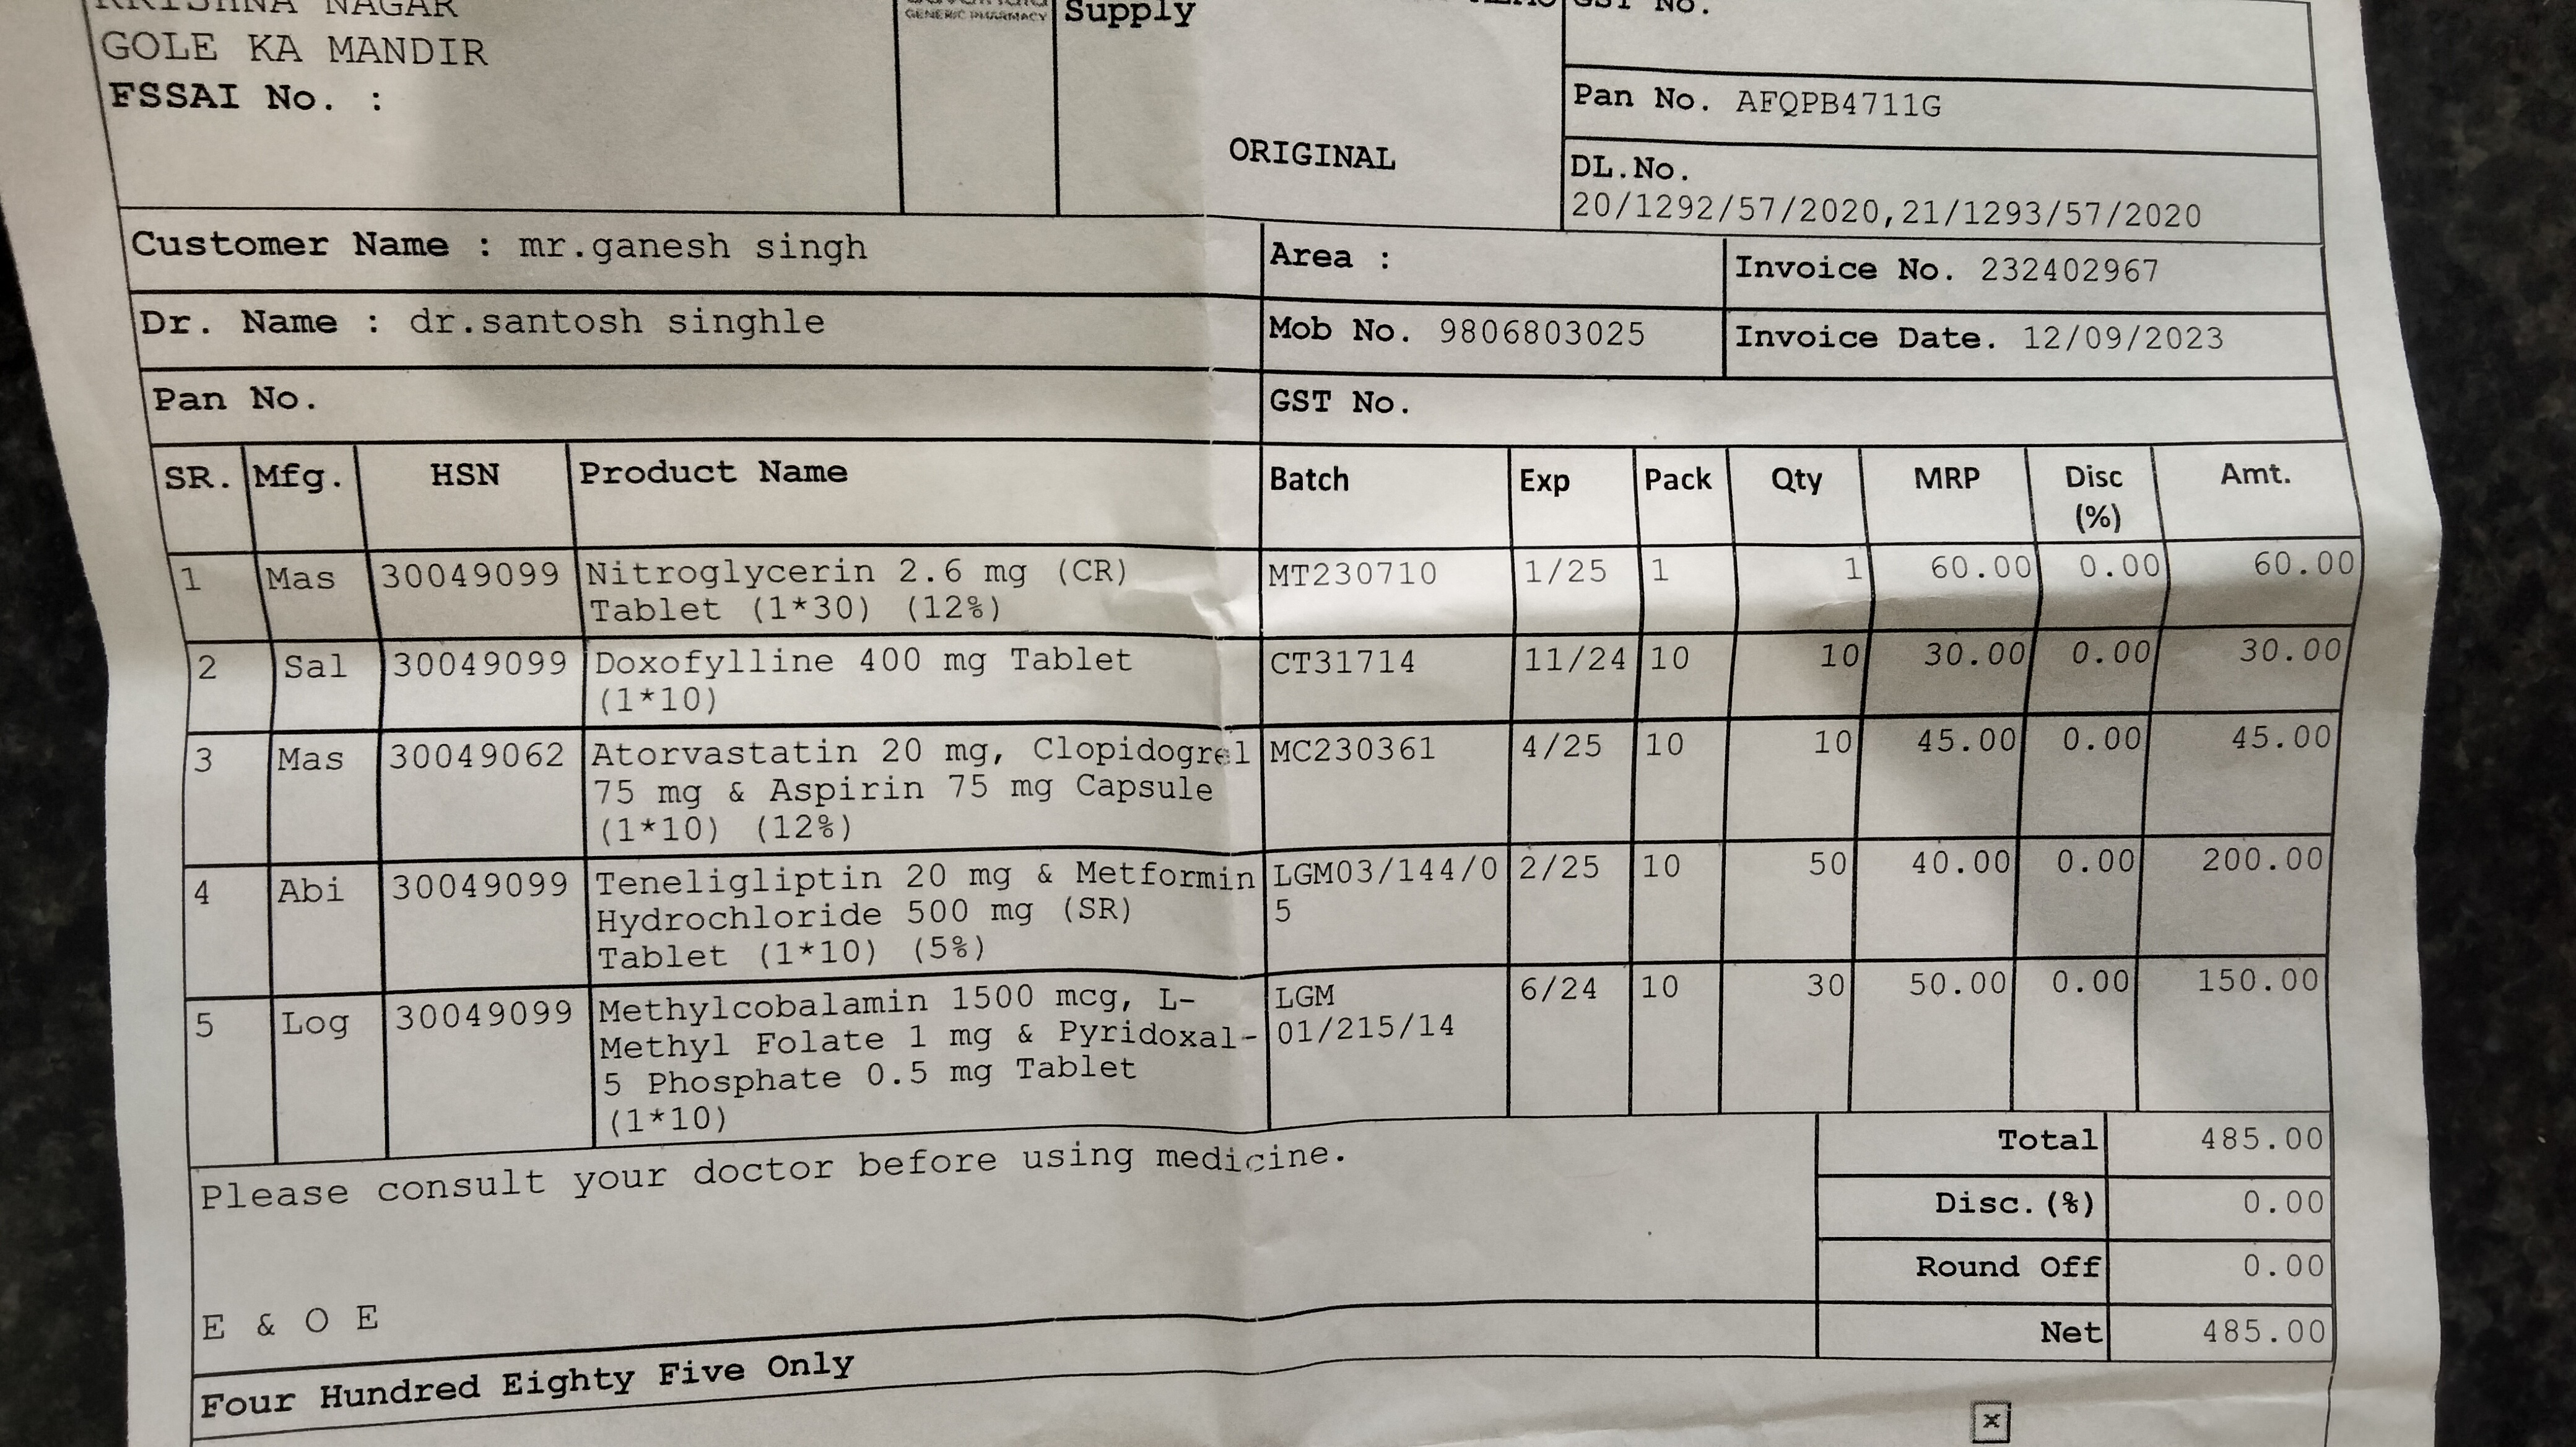 KRISHNA NAGAR
GOLE KA MANDIR
FSSAI No. :
GENERIC PHARMACY
Supply
ORIGINAL
GST No.
Pan No. AFQPB4711G
DL.No.
20/1292/57/2020,21/1293/57/2020
Customer Name : mr.ganesh singh
Area :
Invoice No. 232402967
Dr. Name : dr.santosh singhle
Mob No. 9806803025
Invoice Date. 12/09/2023
Pan No.
GST No.
SR. Mfg. HSN Product Name Batch Exp Pack Qty MRP Disc Amt.
(%)
1 Mas 30049099 Nitroglycerin 2.6 mg (CR) MT230710 1/25 1 1 60.00 0.00 60.00
Tablet (1*30) (12%)
2 Sal 30049099 Doxofylline 400 mg Tablet CT31714 11/24 10 10 30.00 0.00 30.00
(1*10)
3 Mas 30049062 Atorvastatin 20 mg, Clopidogrel MC230361 4/25 10 10 45.00 0.00 45.00
75 mg & Aspirin 75 mg Capsule
(1*10) (12%)
4 Abi 30049099 Teneligliptin 20 mg & Metformin LGM03/144/0 2/25 10 50 40.00 0.00 200.00
Hydrochloride 500 mg (SR) 5
Tablet (1*10) (5%)
5 Log 30049099 Methylcobalamin 1500 mcg, L- LGM 6/24 10 30 50.00 0.00 150.00
Methyl Folate 1 mg & Pyridoxal- 01/215/14
5 Phosphate 0.5 mg Tablet
(1*10)
Please consult your doctor before using medicine.
Total 485.00
Disc.(%) 0.00
Round Off 0.00
E & O E
Net 485.00
Four Hundred Eighty Five Only